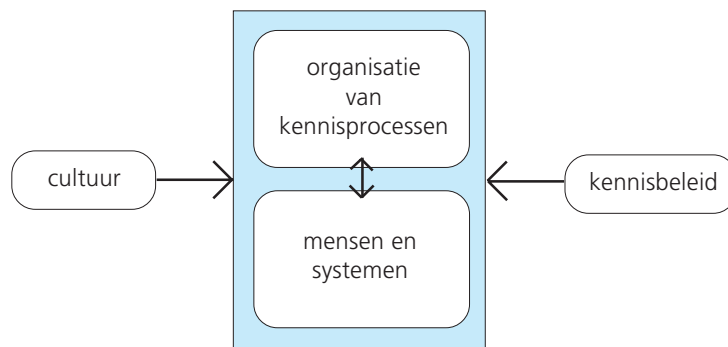 organisatie
van
kennisprocessen
cultuur
kennisbeleid
mensen en
systemen